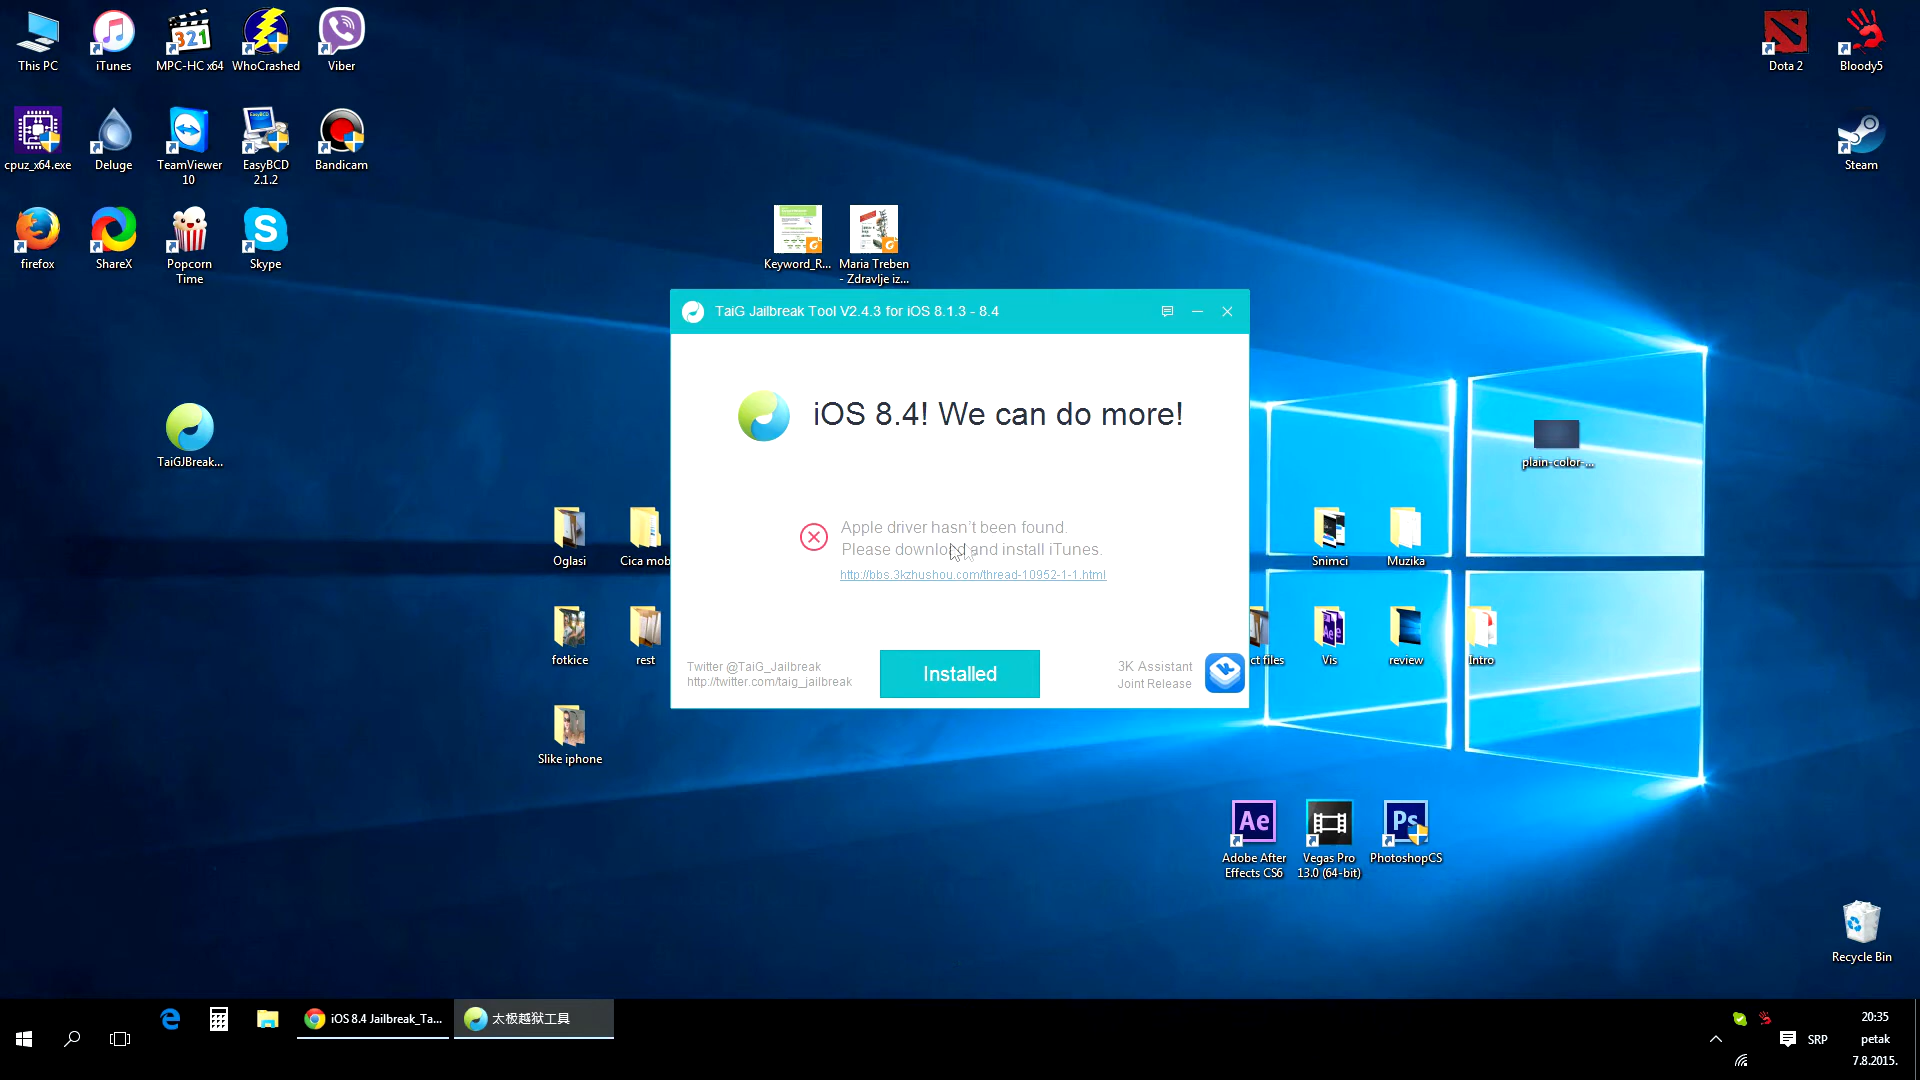 This PC
iTunes
MPC-HC x64
WhoCrashed
Viber
Dota 2
Bloody5
321
cpuz_x64.exe
Deluge
TeamViewer
10
EasyBCD
2.1.2
Bandicam
Steam
firefox
ShareX
Popcorn
Time
Skype
Keyword_R...
Maria Treben
- Zdravlje iz...
TaiG Jailbreak Tool V2.4.3 for iOS 8.1.3 - 8.4
iOS 8.4! We can do more!
TaiGJBreak...
plain-color-...
Apple driver hasn't been found.
Please download and install iTunes.
http://bbs.3kzhushou.com/thread-10952-1-1.html
Oglasi
Cica mob
Snimci
Muzika
fotkice
rest
ct files
Vis
review
Intro
Twitter @TaiG_Jailbreak
http://twitter.com/taig_jailbreak
Installed
3K Assistant
Joint Release
Slike iphone
Ae
Ps
Adobe After
Effects CS6
Vegas Pro
13.0 (64-bit)
PhotoshopCS
Recycle Bin
iOS 8.4 Jailbreak_Ta...
太极越狱工具
SRP
20:35
petak
7.8.2015.